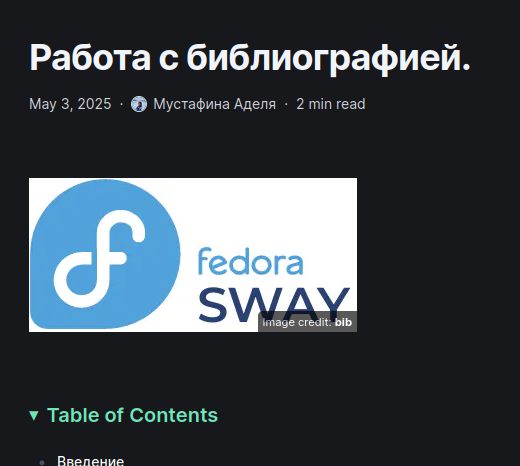 Работа с библиографией.
May 3, 2025 · Мустафина Аделя · 2 min read
fedora
SWAY
Image credit: bib
▾ Table of Contents
• Введение